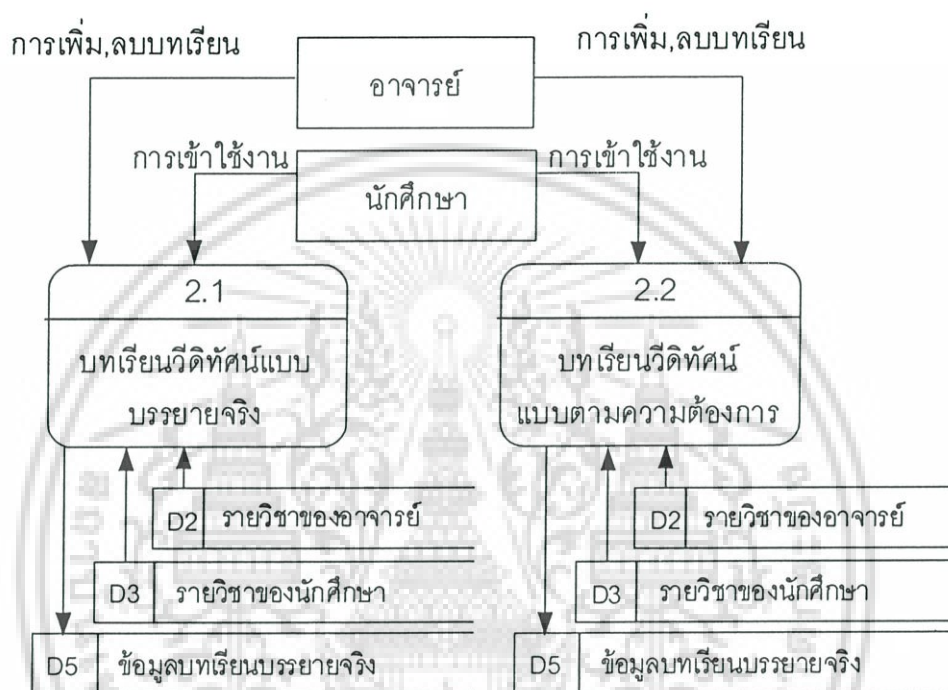 การเพิ่ม,ลบบทเรียน
การเพิ่ม,ลบบทเรียน
อาจารย์
การเข้าใช้งาน
การเข้าใช้งาน
นักศึกษา
2.1
บทเรียนวีดิทัศน์แบบ
บรรยายจริง
2.2
บทเรียนวีดิทัศน์
แบบตามความต้องการ
D2 รายวิชาของอาจารย์
D3 รายวิชาของนักศึกษา
D5 ข้อมูลบทเรียนบรรยายจริง
D2 รายวิชาของอาจารย์
D3 รายวิชาของนักศึกษา
D5 ข้อมูลบทเรียนบรรยายจริง